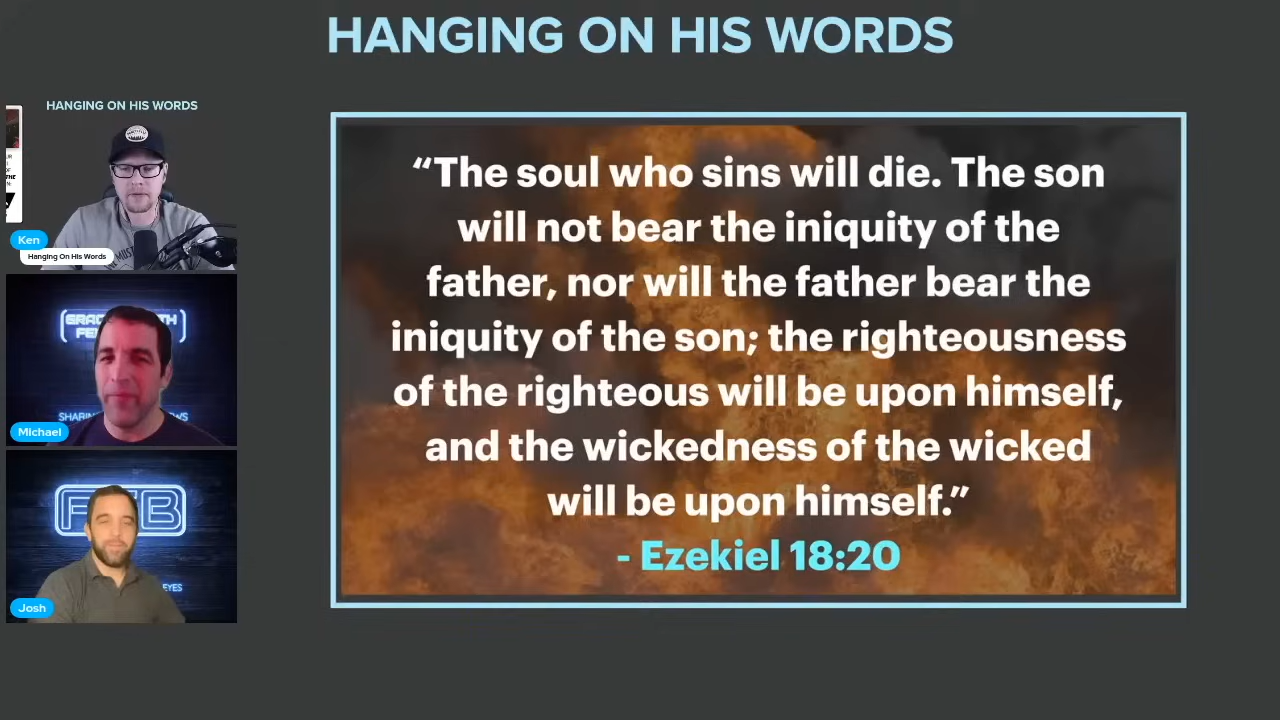 HANGING ON HIS WORDS
HANGING ON HIS WORDS
Ken
Hanging On His Words
Michael
Josh
“The soul who sins will die. The son
will not bear the iniquity of the
father, nor will the father bear the
iniquity of the son; the righteousness
of the righteous will be upon himself,
and the wickedness of the wicked
will be upon himself.”
- Ezekiel 18:20